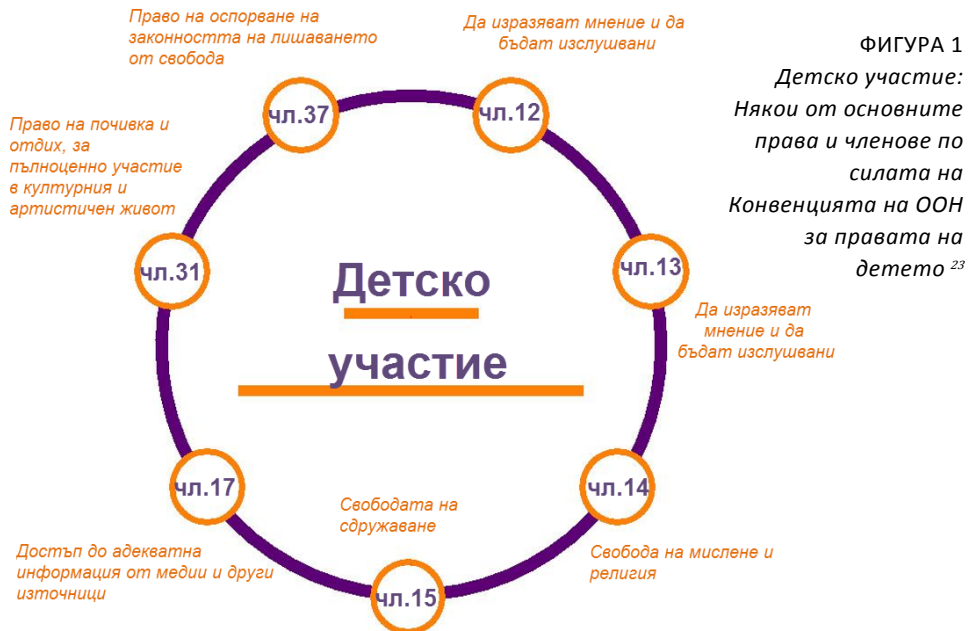 Право на оспорване на
законността на лишаването
от свобода
Да изразяват мнение и да
бъдат изслушвани
ФИГУРА 1
Детско участие:
Някои от основните
права и членове по
силата на
Конвенцията на ООН
за правата на
детето 23
чл.37
чл.12
Право на почивка и
отдих, за
пълноценно участие
в културния и
артистичен живот
чл.31
чл.13
Детско
участие
Да изразяват
мнение и да
бъдат изслушвани
чл.17
чл.14
Свободата на
сдружаване
Достъп до адекватна
информация от медии и други
източници
чл.15
Свобода на мислене и
религия